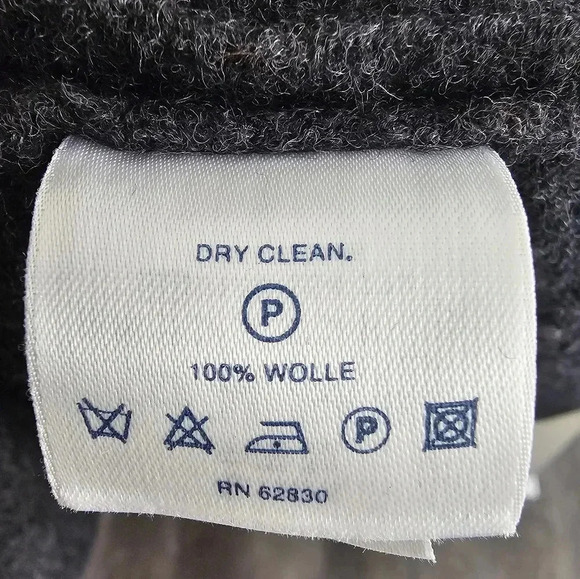 DRY CLEAN.
P
100% WOLLE
P
RN 62830